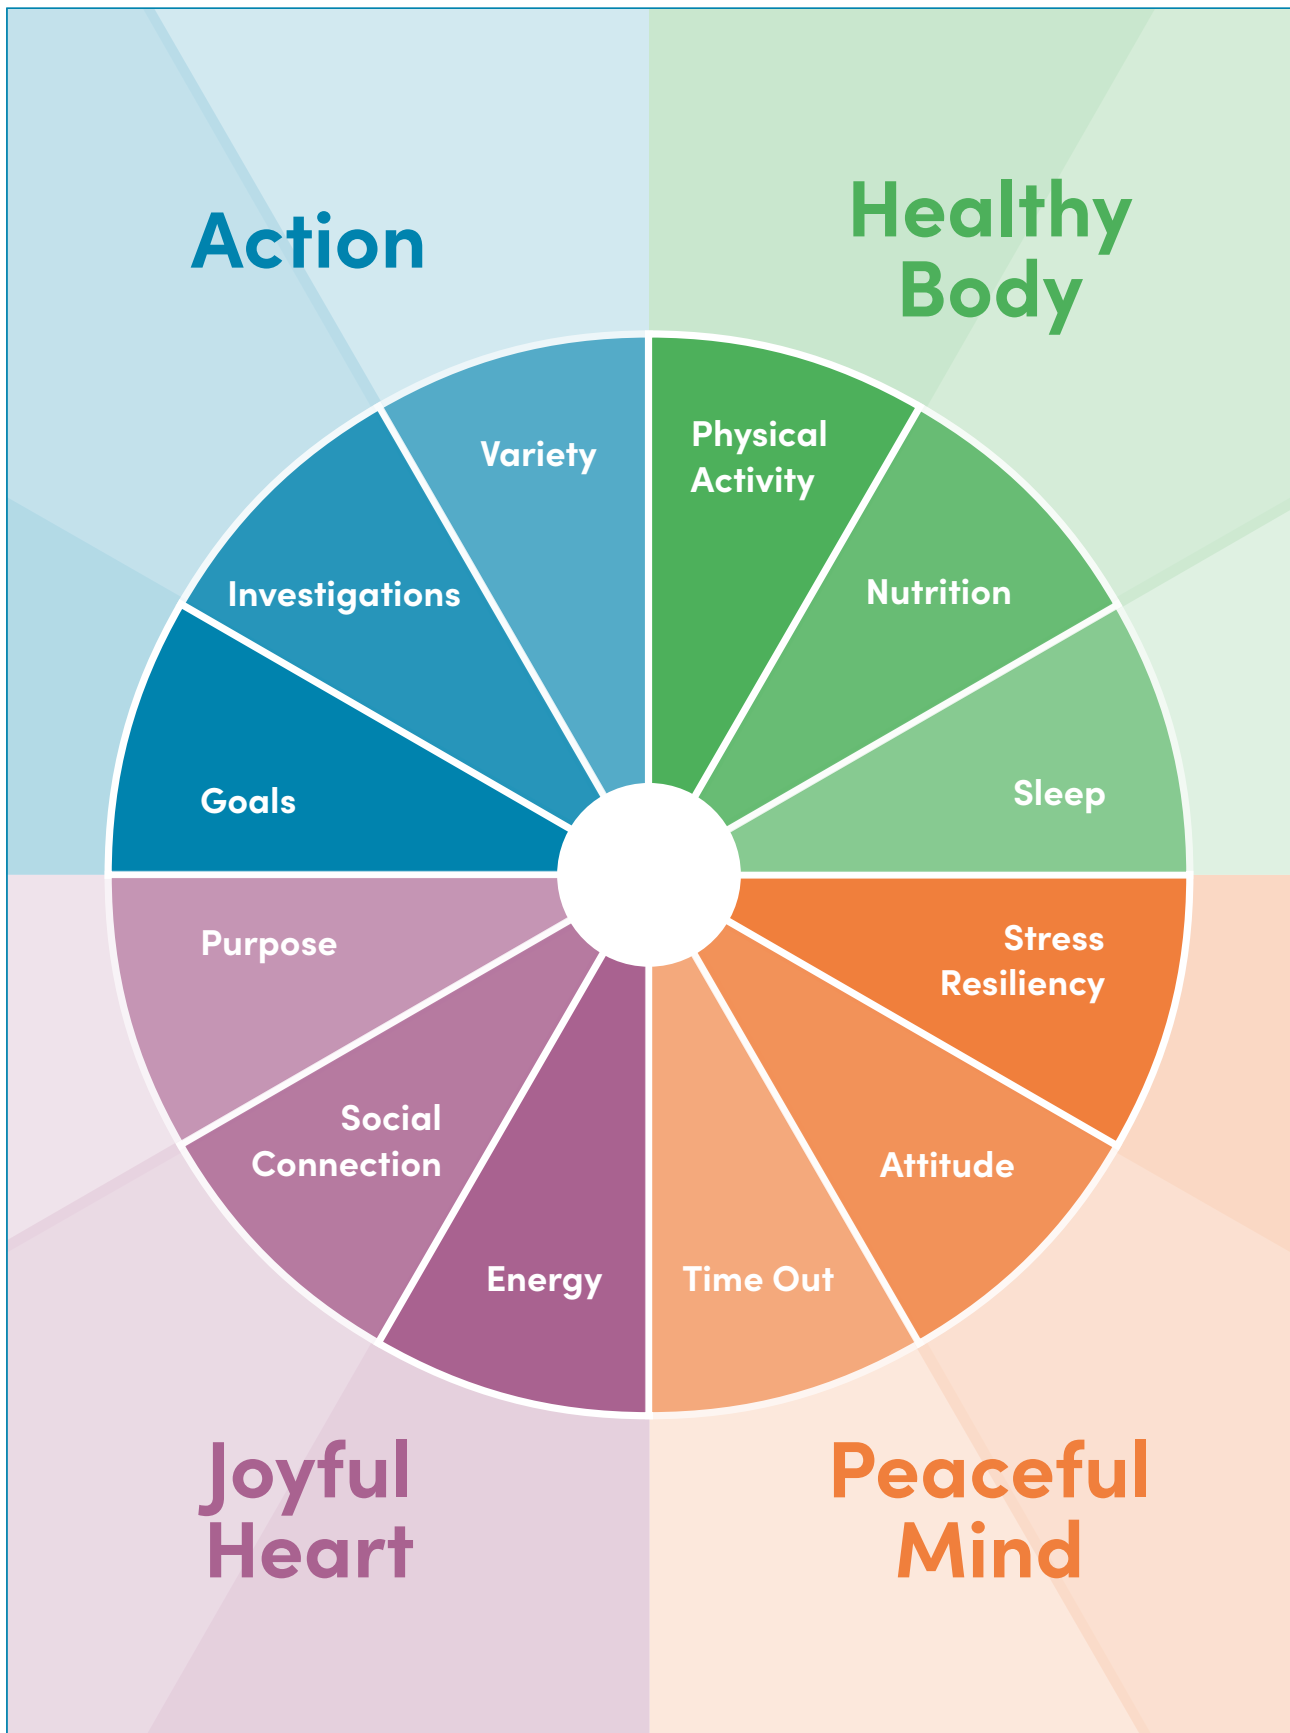 Action
Healthy
Body
Variety
Physical
Activity
Investigations
Nutrition
Goals
Sleep
Purpose
Stress
Resiliency
Social
Connection
Attitude
Energy
Time Out
Joyful
Heart
Peaceful
Mind